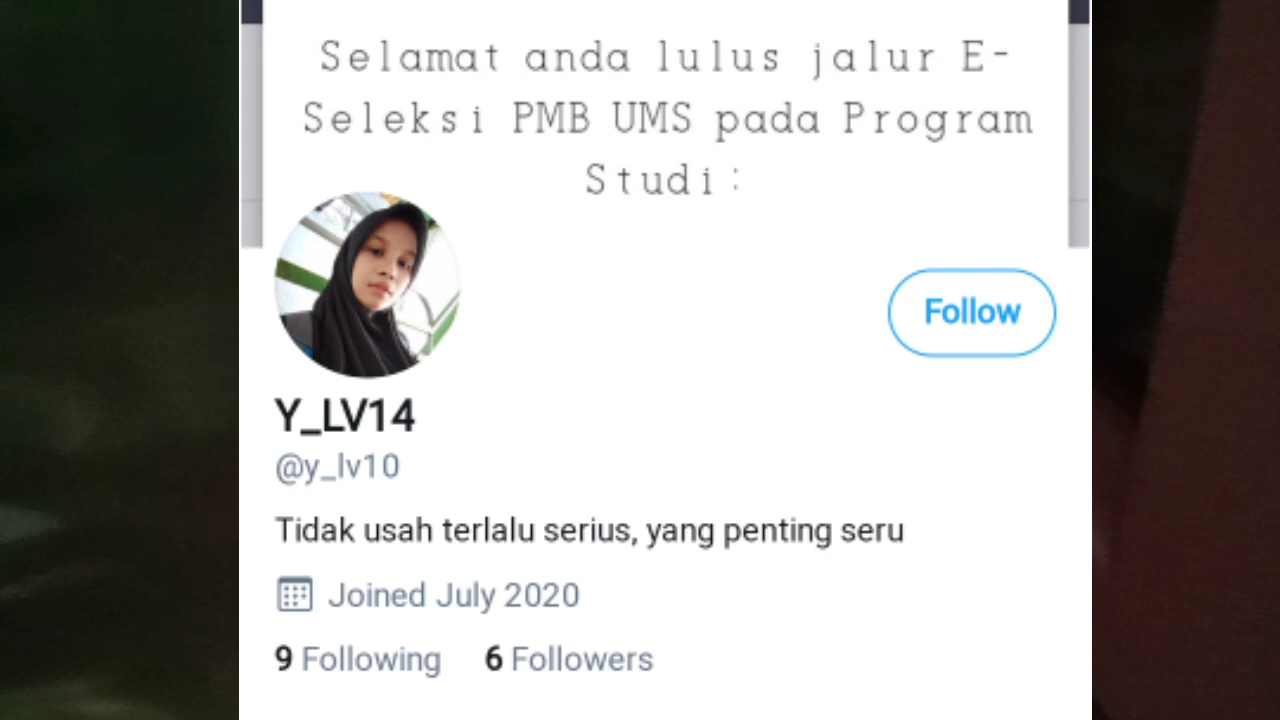 Selamat anda lulus jalur E-
Seleksi PMB UMS pada Program
Studi :
Follow
Y_LV14
@y_lv10
Tidak usah terlalu serius, yang penting seru
Joined July 2020
9 Following 6 Followers